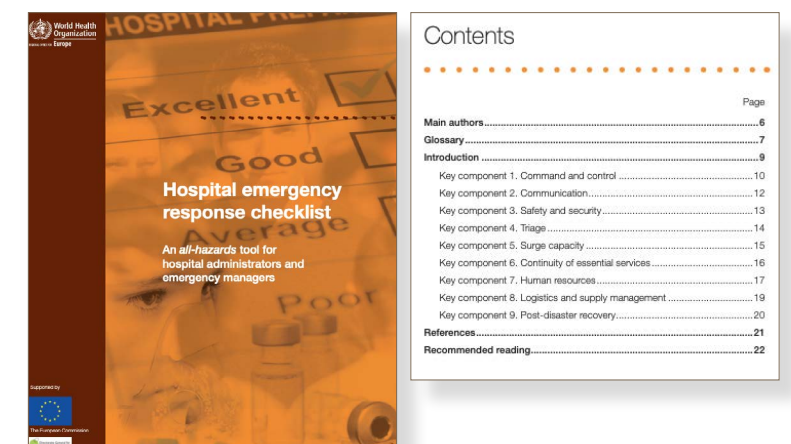 World Health
Organization
Europe
HOSPITAL
Excellent
Good
Average
Poor
Hospital emergency
response checklist
An all-hazards tool for
hospital administrators and
emergency managers
Supported by
The European Commission
Contents
Page
Main authors....6
Glossary....7
Introduction ....9
Key component 1. Command and control ....10
Key component 2. Communication....12
Key component 3. Safety and security....13
Key component 4. Triage....14
Key component 5. Surge capacity ....15
Key component 6. Continuity of essential services....16
Key component 7. Human resources....17
Key component 8. Logistics and supply management ....19
Key component 9. Post-disaster recovery....20
References....21
Recommended reading....22